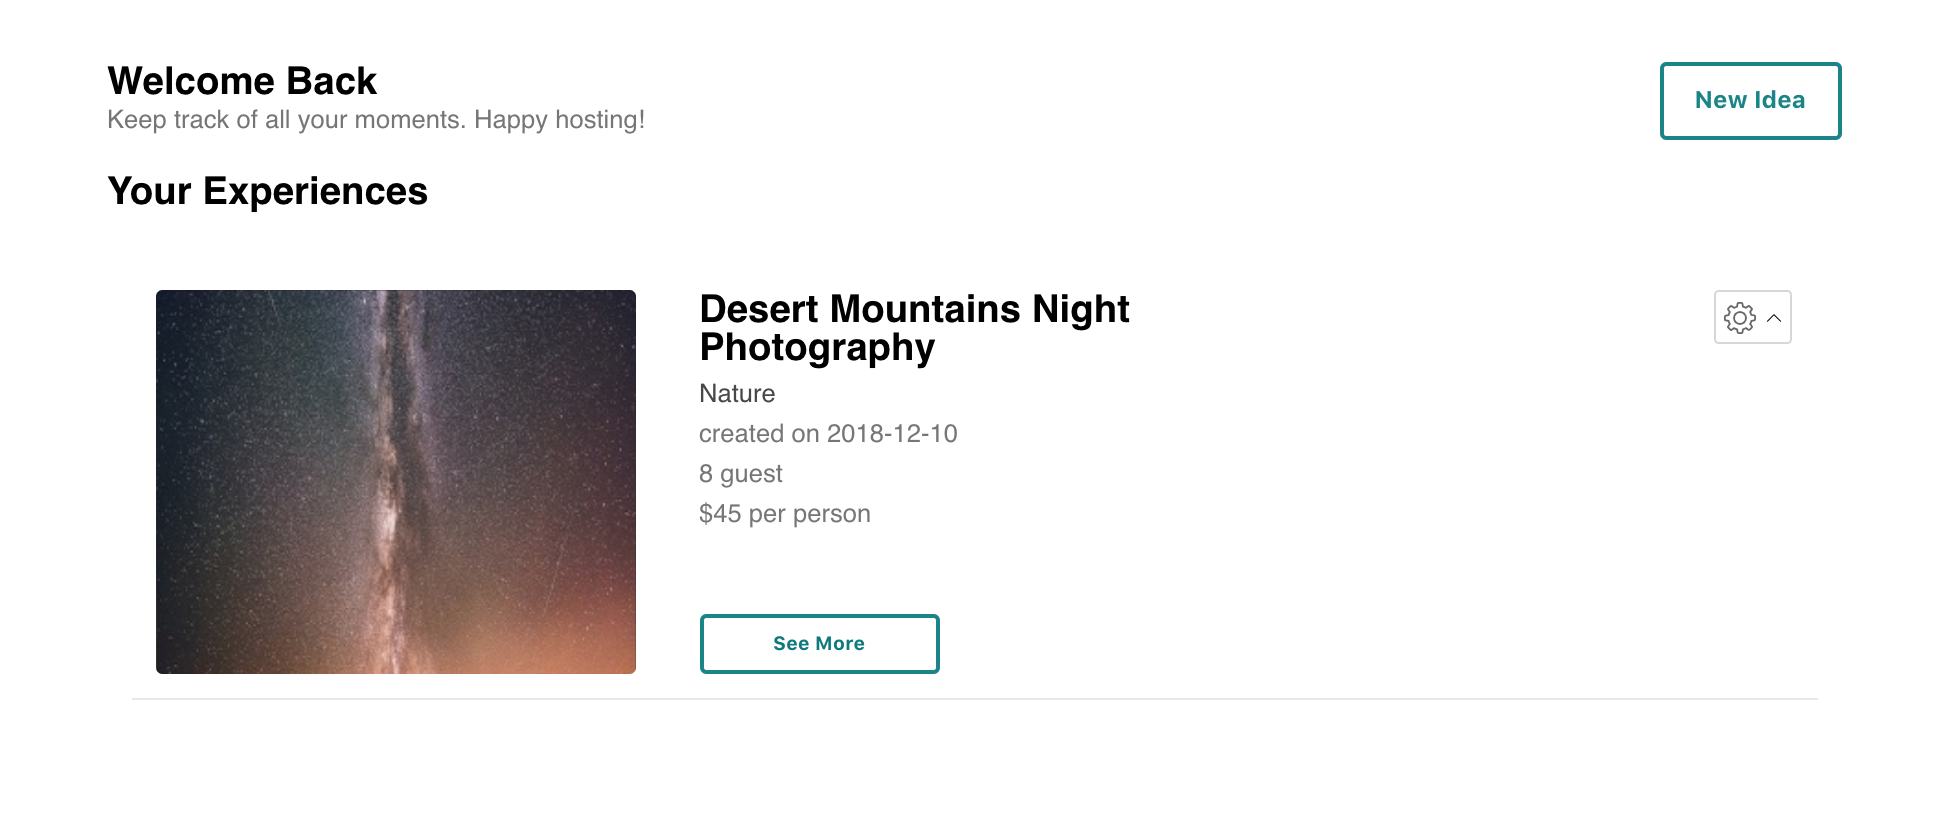 Welcome Back
Keep track of all your moments. Happy hosting!
New Idea
Your Experiences
Desert Mountains Night
Photography
Nature
created on 2018-12-10
8 guest
$45 per person
See More